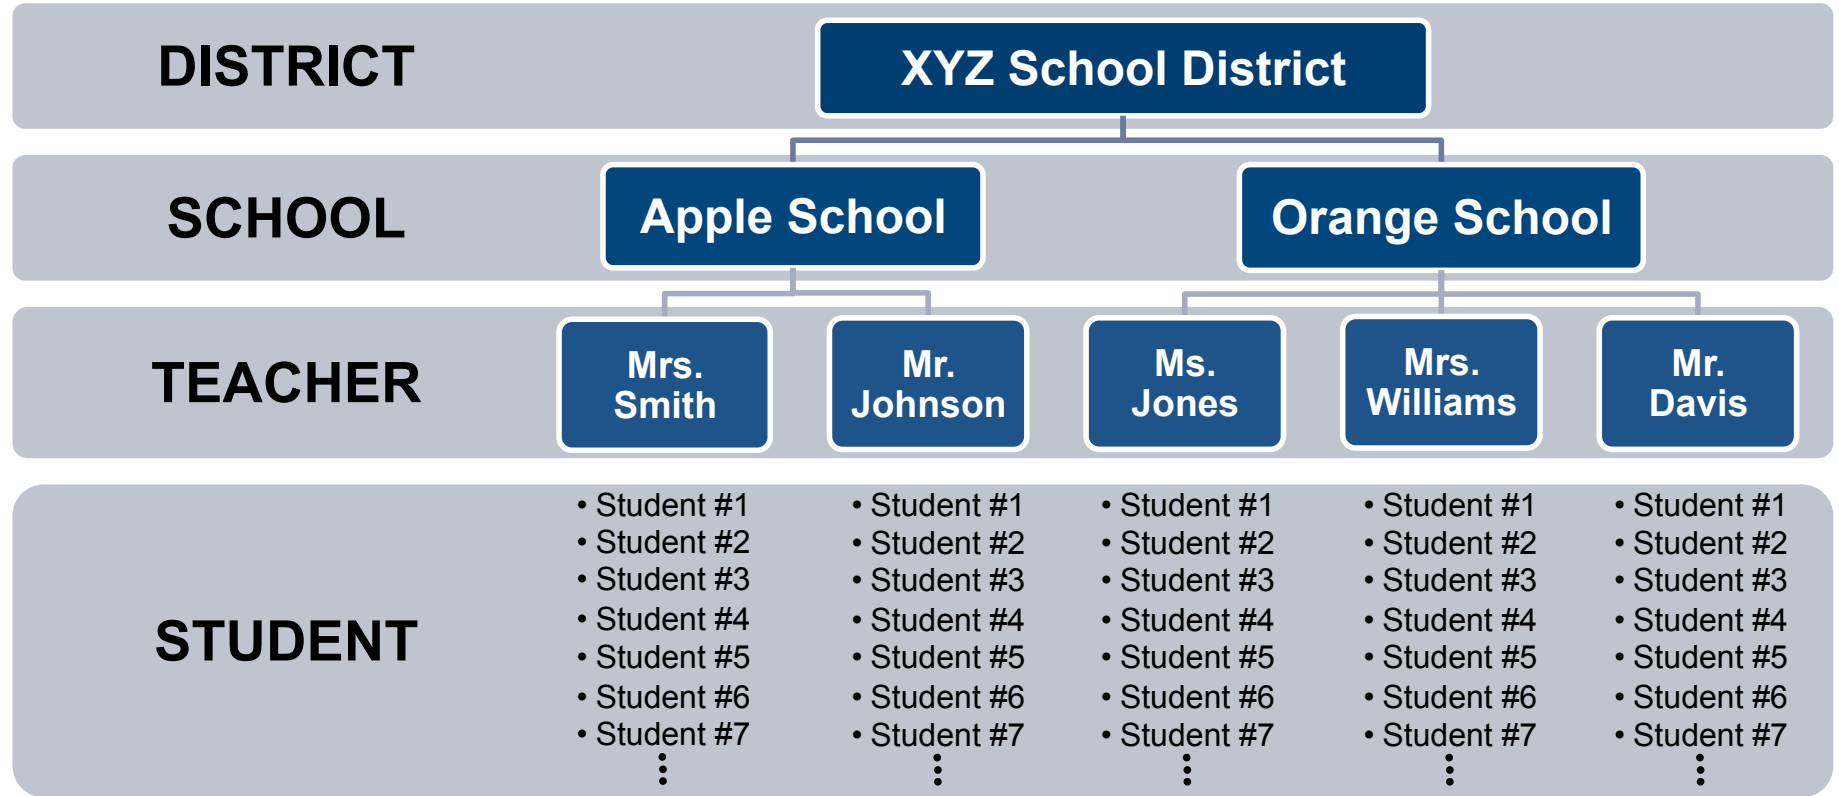 DISTRICT
XYZ School District
SCHOOL
Apple School
Orange School
TEACHER
Mrs.
Smith
Mr.
Johnson
Ms.
Jones
Mrs.
Williams
Mr.
Davis
STUDENT
• Student #1
• Student #2
• Student #3
• Student #4
• Student #5
• Student #6
• Student #7
• Student #1
• Student #2
• Student #3
• Student #4
• Student #5
• Student #6
• Student #7
• Student #1
• Student #2
• Student #3
• Student #4
• Student #5
• Student #6
• Student #7
• Student #1
• Student #2
• Student #3
• Student #4
• Student #5
• Student #6
• Student #7
• Student #1
• Student #2
• Student #3
• Student #4
• Student #5
• Student #6
• Student #7